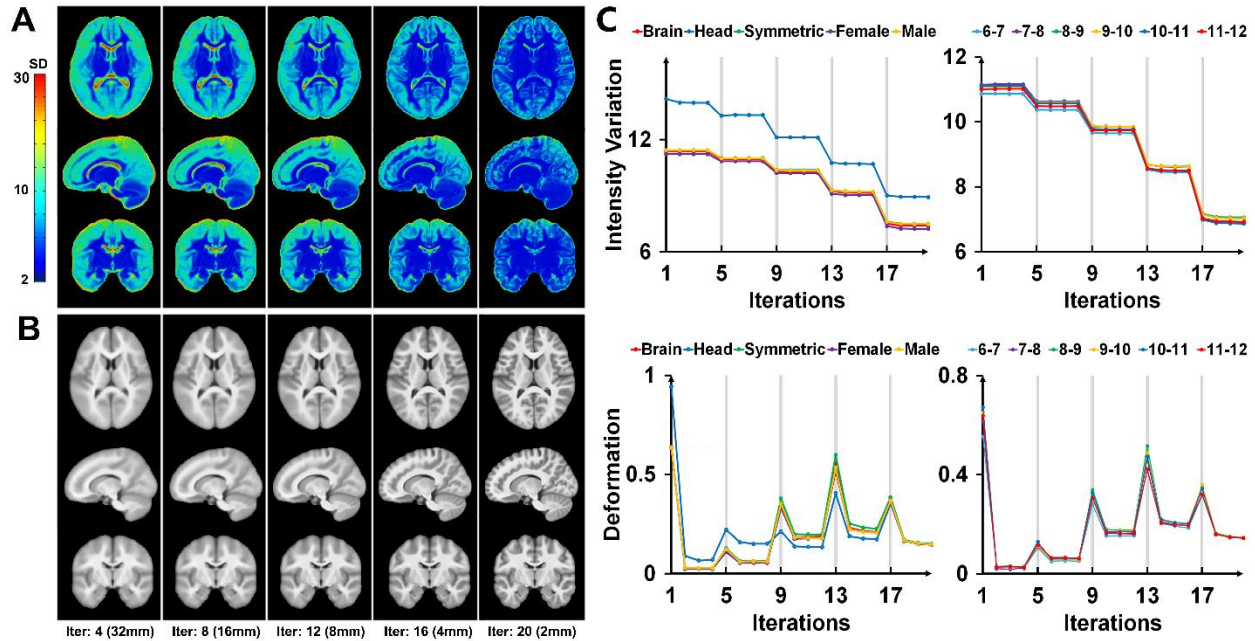 A
SD
30
10
2
B
Iter: 4 (32mm) Iter: 8 (16mm) Iter: 12 (8mm) Iter: 16 (4mm) Iter: 20 (2mm)
C
Brain Head Symmetric Female Male
Intensity Variation
12
6
1 5 9 13 17
Iterations
6-7 7-8 8-9 9-10 10-11 11-12
12
10
8
6
1 5 9 13 17
Iterations
Brain Head Symmetric Female Male
Deformation
1
0.5
0
1 5 9 13 17
Iterations
6-7 7-8 8-9 9-10 10-11 11-12
0.8
0.4
0
1 5 9 13 17
Iterations